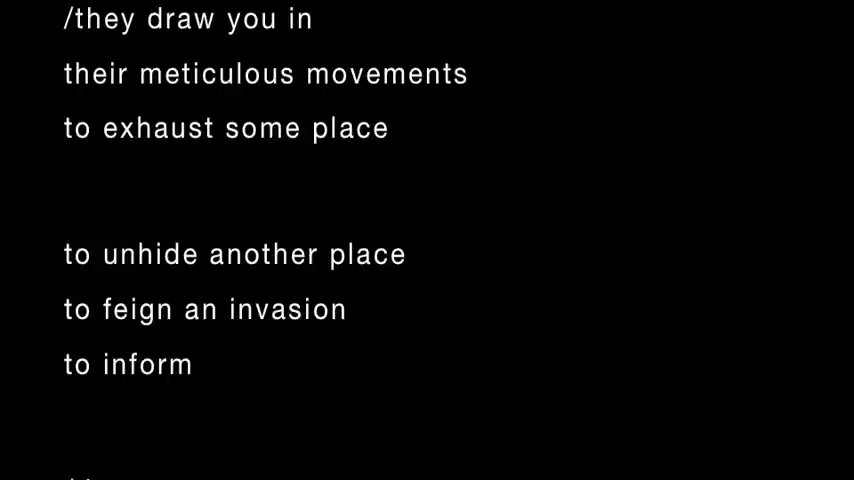 /they draw you in
their meticulous movements
to exhaust some place
to unhide another place
to feign an invasion
to inform